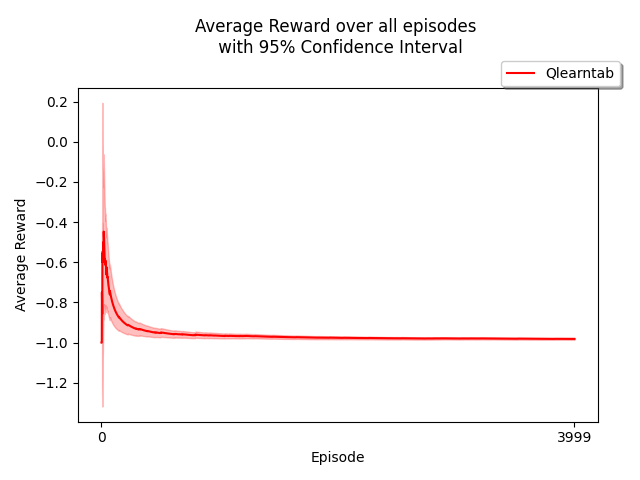 Average Reward over all episodes
with 95% Confidence Interval
Qlearntab
0.2
0.0
−0.2
−0.4
−0.6
−0.8
−1.0
−1.2
Average Reward
0
3999
Episode